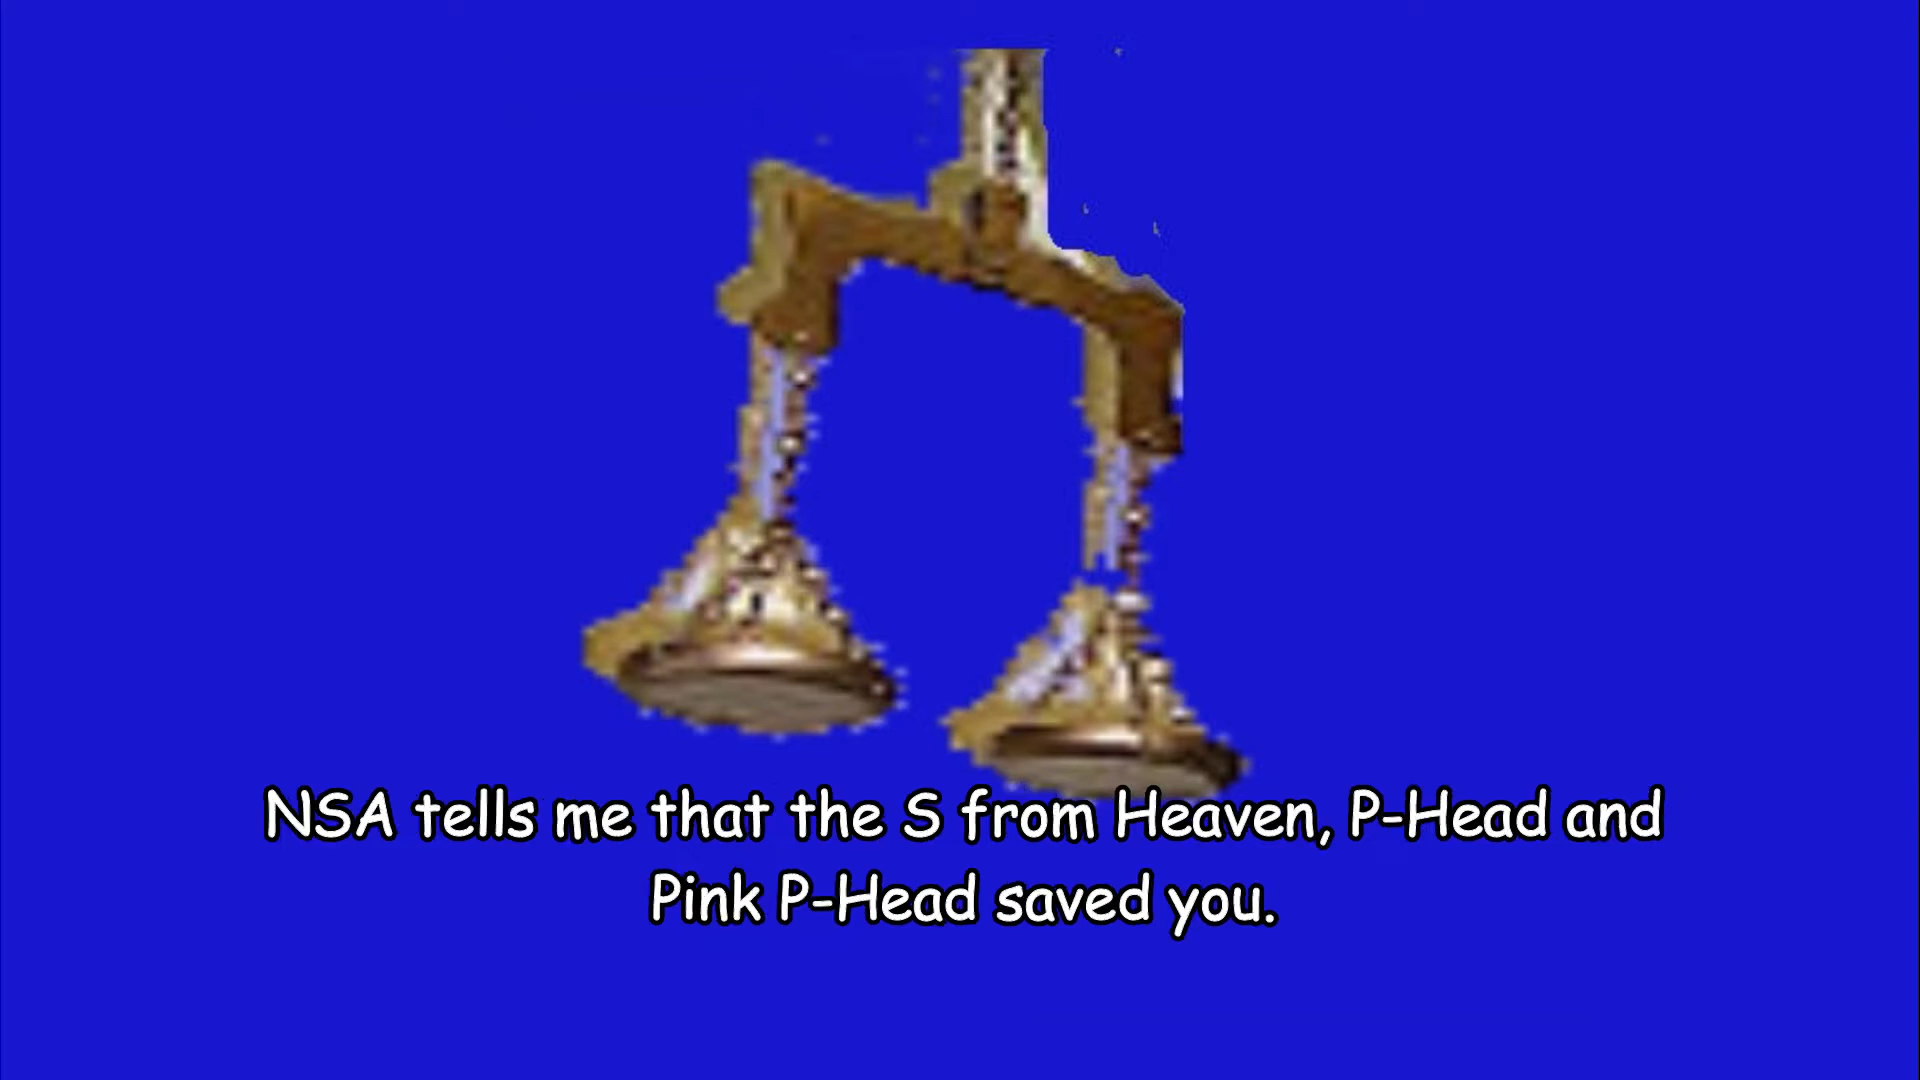 NSA tells me that the S from Heaven, P-Head and
Pink P-Head saved you.